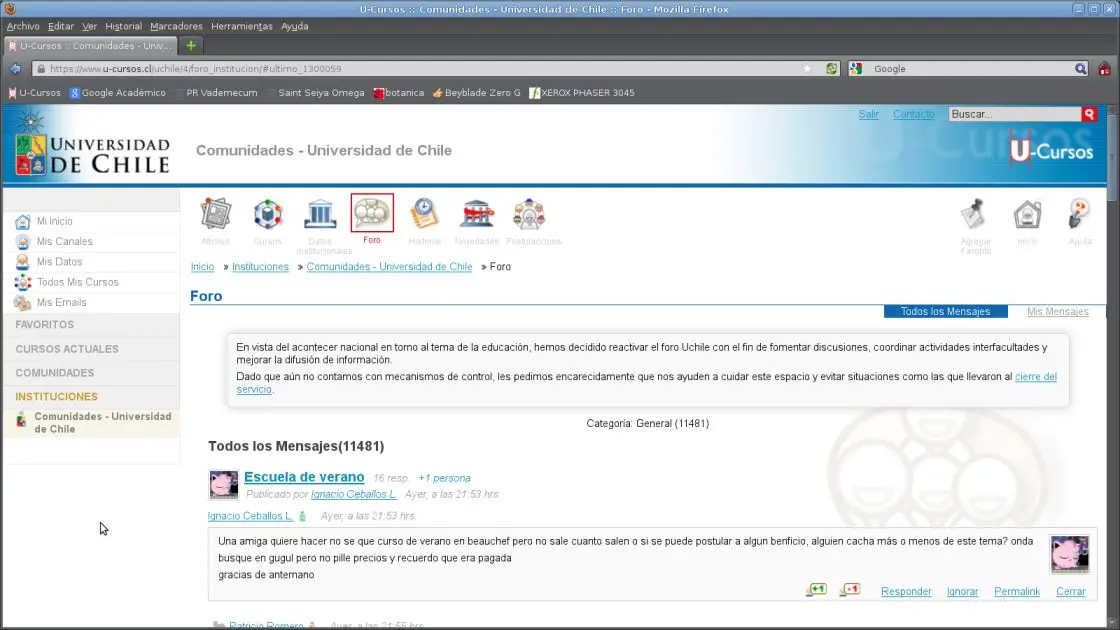 U-Cursos :: Comunidades - Universidad de Chile :: Foro - Mozilla Firefox
Archivo Editar Ver Historial Marcadores Herramientas Ayuda
U-Cursos :: Comunidades - Univ...
https://www.u-cursos.cl/uchile/4/foro_institucion/#ultimo_1300059
Google
U-Cursos Google Académico PR Vademecum Saint Seiya Omega botanica Beyblade Zero G XEROX PHASER 3045
Salir Contacto Buscar...
UNIVERSIDAD
DE CHILE
Comunidades - Universidad de Chile
U-Cursos
U-Cursos
Afiches Cursos Datos Institucionales Foro Historial Novedades Postulaciones Agregar Favorito Inicio Ayuda
Mi Inicio
Mis Canales
Mis Datos
Todos Mis Cursos
Mis Emails
FAVORITOS
CURSOS ACTUALES
COMUNIDADES
INSTITUCIONES
Comunidades - Universidad
de Chile
Inicio » Instituciones » Comunidades - Universidad de Chile » Foro
Foro
Todos los Mensajes Mis Mensajes
En vista del acontecer nacional en torno al tema de la educación, hemos decidido reactivar el foro Uchile con el fin de fomentar discusiones, coordinar actividades interfacultades y
mejorar la difusión de información.
Dado que aún no contamos con mecanismos de control, les pedimos encarecidamente que nos ayuden a cuidar este espacio y evitar situaciones como las que llevaron al cierre del
servicio.
Categoría: General (11481)
Todos los Mensajes(11481)
Escuela de verano 16 resp. +1 persona
Publicado por Ignacio Ceballos L. Ayer, a las 21:53 hrs.
Ignacio Ceballos L. Ayer, a las 21:53 hrs.
Una amiga quiere hacer no se que curso de verano en beauchef pero no sale cuanto salen o si se puede postular a algun benficio, alguien cacha más o menos de este tema? onda
busque en gugul pero no pille precios y recuerdo que era pagada
gracias de antemano
+1 -1 Responder Ignorar Permalink Cerrar
Patricio Romero Ayer, a las 21:55 hrs.